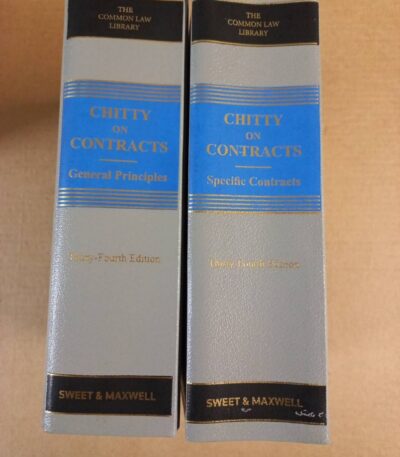 THE
COMMON LAW
LIBRARY
CHITTY
ON
CONTRACTS
General Principles
Thirty-Fourth Edition
SWEET & MAXWELL
THE
COMMON LAW
LIBRARY
CHITTY
ON
CONTRACTS
Specific Contracts
Thirty-Fourth Edition
SWEET & MAXWELL